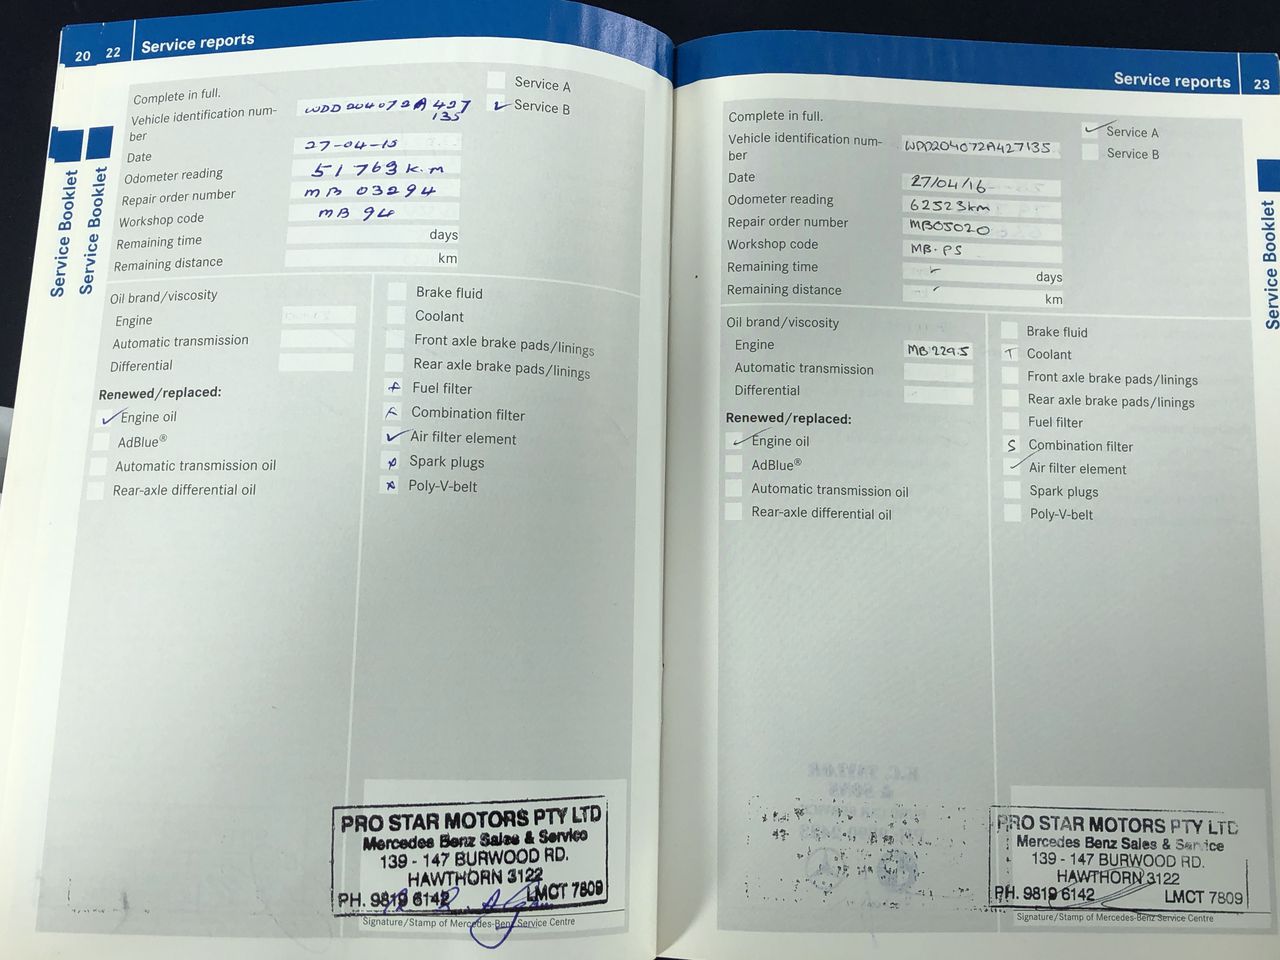 20 22 Service reports
Complete in full.
Service A
Vehicle identification num-
ber
WDD204072A 427
135
✓ Service B
Date 27-04-15
Odometer reading 51763 k.m
Repair order number MB 03294
Workshop code MB 94
Remaining time days
Remaining distance km
Oil brand/viscosity
Engine
Automatic transmission
Differential
Renewed/replaced:
✓ Engine oil
AdBlue®
Automatic transmission oil
Rear-axle differential oil
Brake fluid
Coolant
Front axle brake pads/linings
Rear axle brake pads/linings
Fuel filter
Combination filter
✓ Air filter element
Spark plugs
Poly-V-belt
PRO STAR MOTORS PTY LTD
Mercedes Benz Sales & Service
139 - 147 BURWOOD RD.
HAWTHORN 3122
PH. 9819 6142 LMCT 7809
Signature/Stamp of Mercedes-Benz Service Centre
Service Booklet
Service Booklet
Service reports 23
Complete in full.
✓ Service A
Vehicle identification num-
ber
WDD204072A427135
Service B
Date 27/04/16
Odometer reading 62523km
Repair order number MB05020
Workshop code MB-PS
Remaining time days
Remaining distance km
Oil brand/viscosity
Engine MB 229.5
Automatic transmission
Differential
Renewed/replaced:
✓ Engine oil
AdBlue®
Automatic transmission oil
Rear-axle differential oil
Brake fluid
T Coolant
Front axle brake pads/linings
Rear axle brake pads/linings
Fuel filter
S Combination filter
✓ Air filter element
Spark plugs
Poly-V-belt
PRO STAR MOTORS PTY LTD
Mercedes Benz Sales & Service
139 - 147 BURWOOD RD.
HAWTHORN 3122
PH. 9819 6142 LMCT 7809
Signature/Stamp of Mercedes-Benz Service Centre
Service Booklet